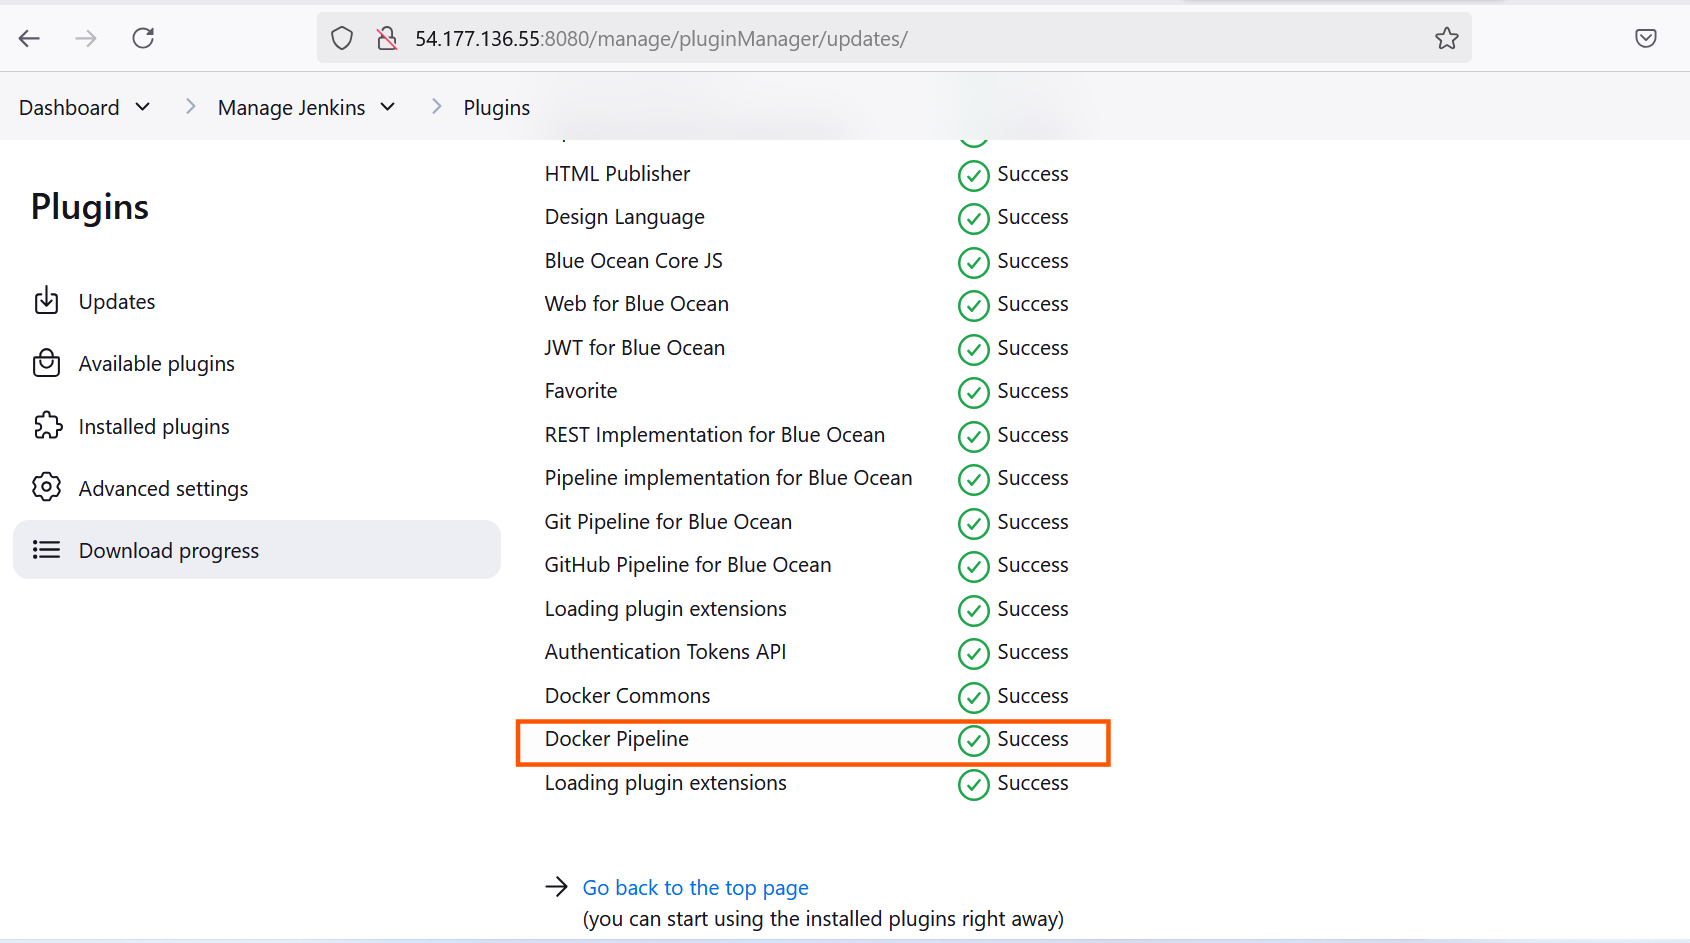 54.177.136.55:8080/manage/pluginManager/updates/
Dashboard Manage Jenkins Plugins
Plugins
Updates
Available plugins
Installed plugins
Advanced settings
Download progress
HTML Publisher Success
Design Language Success
Blue Ocean Core JS Success
Web for Blue Ocean Success
JWT for Blue Ocean Success
Favorite Success
REST Implementation for Blue Ocean Success
Pipeline implementation for Blue Ocean Success
Git Pipeline for Blue Ocean Success
GitHub Pipeline for Blue Ocean Success
Loading plugin extensions Success
Authentication Tokens API Success
Docker Commons Success
Docker Pipeline Success
Loading plugin extensions Success
Go back to the top page
(you can start using the installed plugins right away)